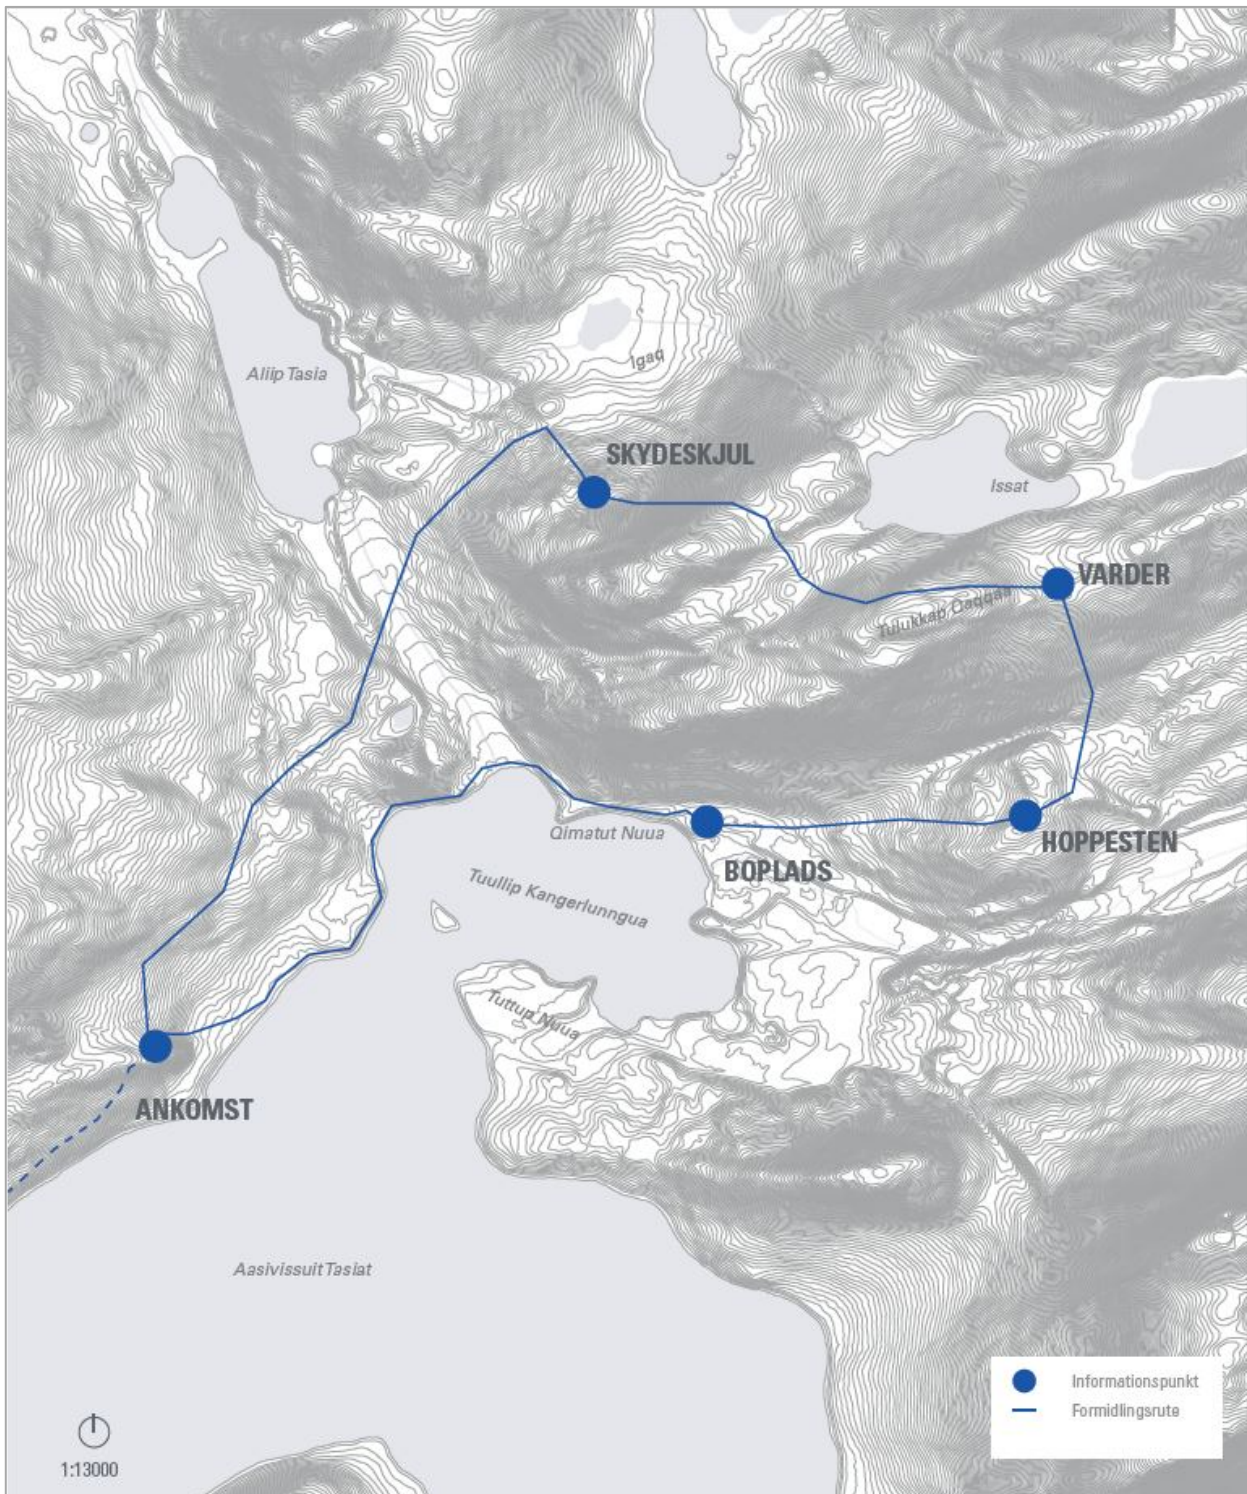 Igaq
Aliip Tasia
SKYDESKJUL
Issat
VARDER
Tulukkap Qaqqaa
Qimatut Nuua
HOPPESTEN
BOPLADS
Tuullip Kangerlunngua
Tuttup Nuua
ANKOMST
Aasivissuit Tasiat
Informationspunkt
Formidlingsrute
1:13000